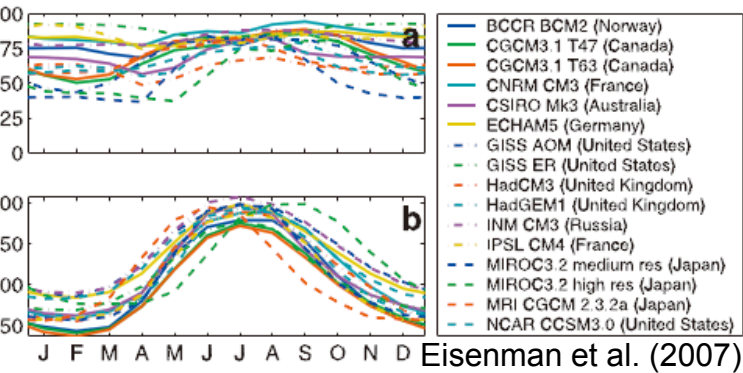 00
75
50
25
0
a
00
50
00
50
b
J F M A M J J A S O N D
BCCR BCM2 (Norway)
CGCM3.1 T47 (Canada)
CGCM3.1 T63 (Canada)
CNRM CM3 (France)
CSIRO Mk3 (Australia)
ECHAM5 (Germany)
GISS AOM (United States)
GISS ER (United States)
HadCM3 (United Kingdom)
HadGEM1 (United Kingdom)
INM CM3 (Russia)
IPSL CM4 (France)
MIROC3.2 medium res (Japan)
MIROC3.2 high res (Japan)
MRI CGCM 2.3.2a (Japan)
NCAR CCSM3.0 (United States)
Eisenman et al. (2007)